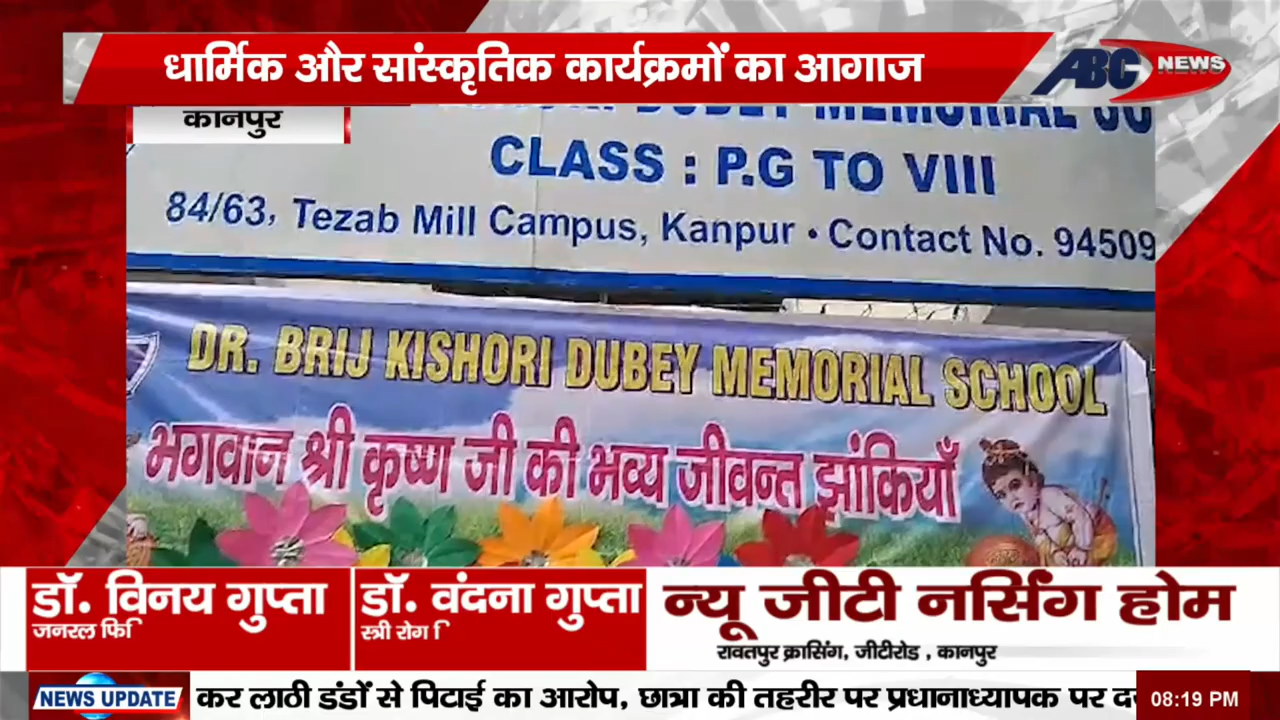 धार्मिक और सांस्कृतिक कार्यक्रमों का आगाज
ABC NEWS
कानपुर
DUBEY MEMORIAL
CLASS : P.G TO VIII
84/63, Tezab Mill Campus, Kanpur • Contact No. 94509
DR. BRIJ KISHORI DUBEY MEMORIAL SCHOOL
भगवान श्री कृष्ण जी की भव्य जीवन्त झांकियाँ
डॉ. विनय गुप्ता
जनरल फि
डॉ. वंदना गुप्ता
स्त्री रोग
न्यू जीटी नर्सिंग होम
रावतपुर क्रासिंग, जीटीरोड , कानपुर
NEWS UPDATE
कर लाठी डंडों से पिटाई का आरोप, छात्रा की तहरीर पर प्रधानाध्यापक पर
08:19 PM